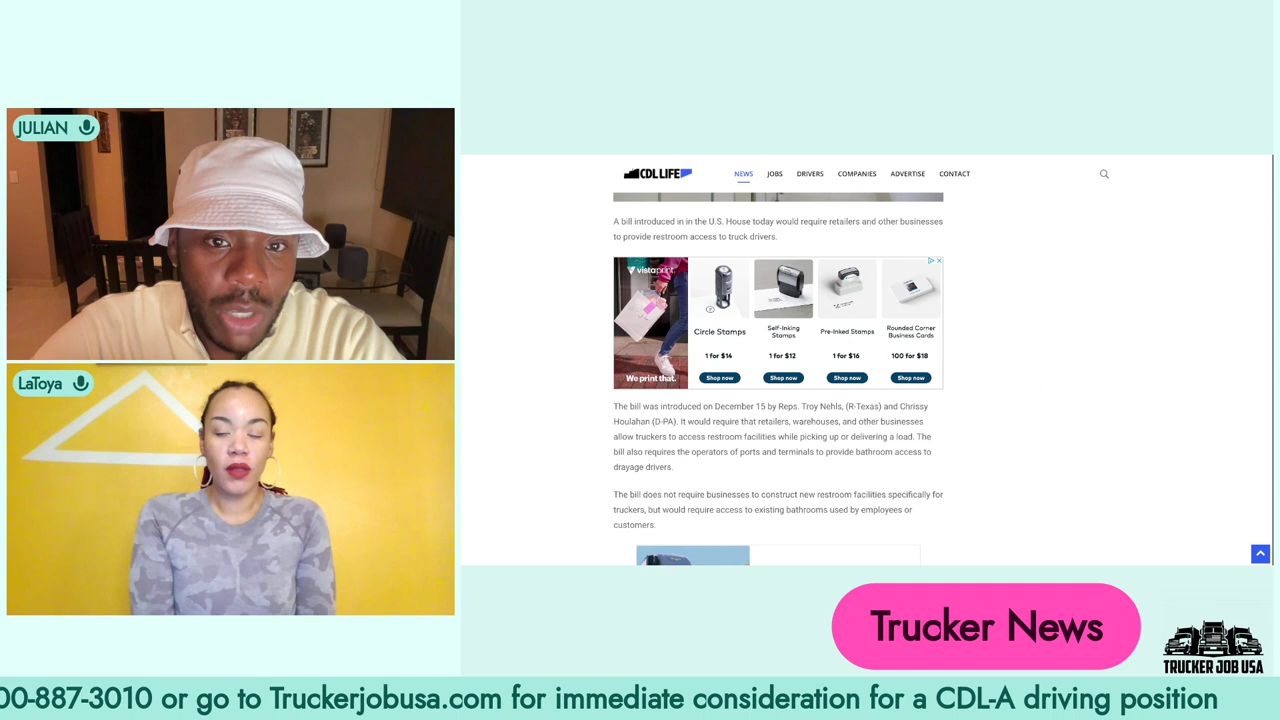 JULIAN
LaToya
CDL LIFE
NEWS JOBS DRIVERS COMPANIES ADVERTISE CONTACT
A bill introduced in in the U.S. House today would require retailers and other businesses
to provide restroom access to truck drivers.
vistaprint.
We print that.
Circle Stamps
1 for $14
Shop now
Self-Inking
Stamps
1 for $12
Shop now
Pre-Inked Stamps
1 for $16
Shop now
Rounded Corner
Business Cards
100 for $18
Shop now
The bill was introduced on December 15 by Reps. Troy Nehls, (R-Texas) and Chrissy
Houlahan (D-PA). It would require that retailers, warehouses, and other businesses
allow truckers to access restroom facilities while picking up or delivering a load. The
bill also requires the operators of ports and terminals to provide bathroom access to
drayage drivers.
The bill does not require businesses to construct new restroom facilities specifically for
truckers, but would require access to existing bathrooms used by employees or
customers.
Trucker News
TRUCKER JOB USA
00-887-3010 or go to Truckerjobusa.com for immediate consideration for a CDL-A driving position